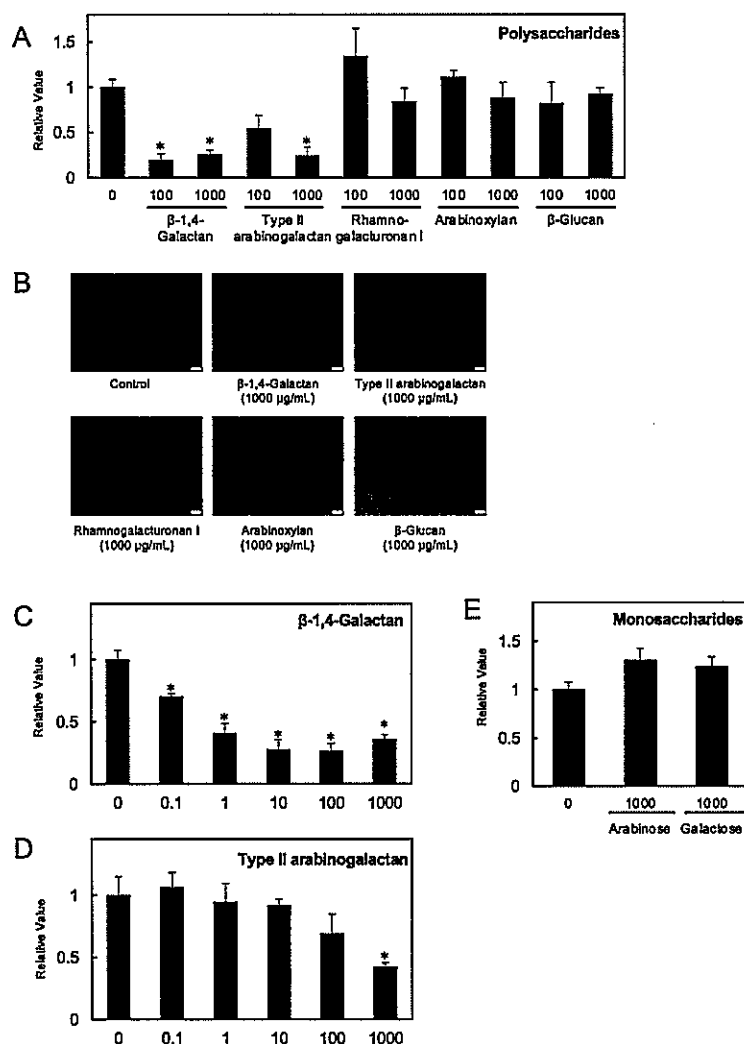 A
Polysaccharides
Relative Value
1.5
1
0.5
0
0 100 1000 100 1000 100 1000 100 1000 100 1000
β-1,4- Type II Rhamno- Arabinoxylan β-Glucan
Galactan arabinogalactan galacturonan I
* * *
B
Control β-1,4-Galactan Type II arabinogalactan
(1000 µg/mL) (1000 µg/mL)
Rhamnogalacturonan I Arabinoxylan β-Glucan
(1000 µg/mL) (1000 µg/mL) (1000 µg/mL)
C
β-1,4-Galactan
Relative Value
1
0.5
0
* * * * *
0 0.1 1 10 100 1000
D
Type II arabinogalactan
Relative Value
1
0.5
0
*
0 0.1 1 10 100 1000
E
Monosaccharides
Relative Value
1.5
1
0.5
0
0 1000 1000
Arabinose Galactose